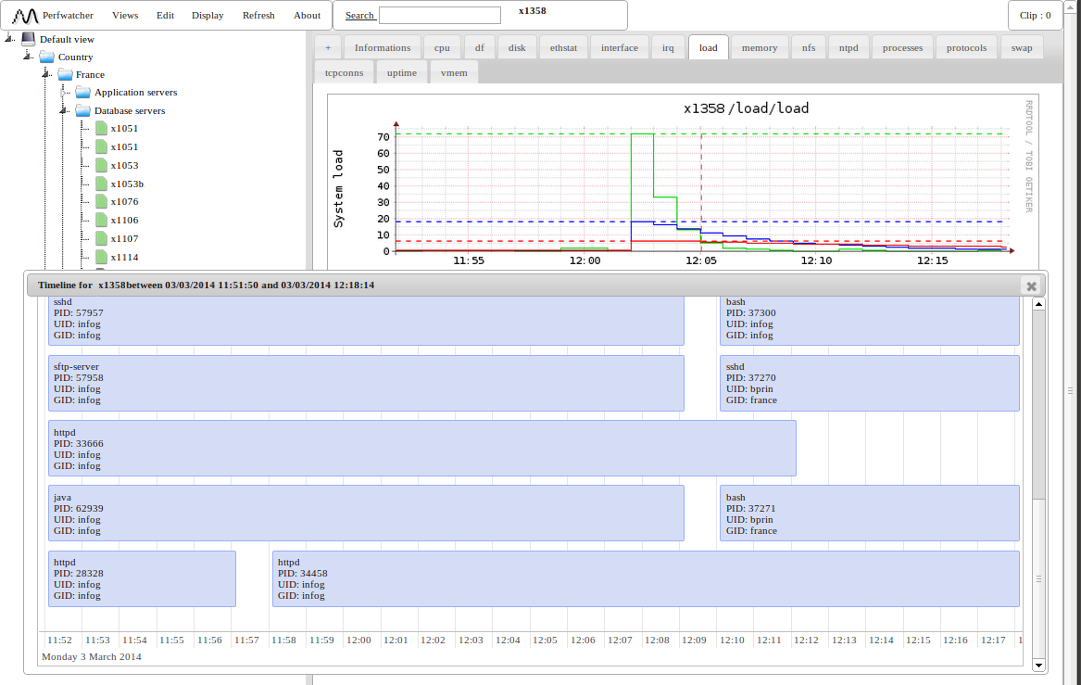 Perfwatcher Views Edit Display Refresh About Search x1358 Clip : 0
Default view
Country
France
Application servers
Database servers
x1051
x1051
x1053
x1053b
x1076
x1106
x1107
x1114
+ Informations cpu df disk ethstat interface irq load memory nfs ntpd processes protocols swap
tcpconns uptime vmem
x1358/load/load
RRDTOOL / TOBI OETIKER
System load
70
60
50
40
30
20
10
0
11:55 12:00 12:05 12:10 12:15
Timeline for x1358between 03/03/2014 11:51:50 and 03/03/2014 12:18:14
sshd
PID: 57957
UID: infog
GID: infog
bash
PID: 37300
UID: infog
GID: infog
sftp-server
PID: 57958
UID: infog
GID: infog
sshd
PID: 37270
UID: bprin
GID: france
httpd
PID: 33666
UID: infog
GID: infog
java
PID: 62939
UID: infog
GID: infog
bash
PID: 37271
UID: bprin
GID: france
httpd
PID: 28328
UID: infog
GID: infog
httpd
PID: 34458
UID: infog
GID: infog
11:52 11:53 11:54 11:55 11:56 11:57 11:58 11:59 12:00 12:01 12:02 12:03 12:04 12:05 12:06 12:07 12:08 12:09 12:10 12:11 12:12 12:13 12:14 12:15 12:16 12:17 1
Monday 3 March 2014